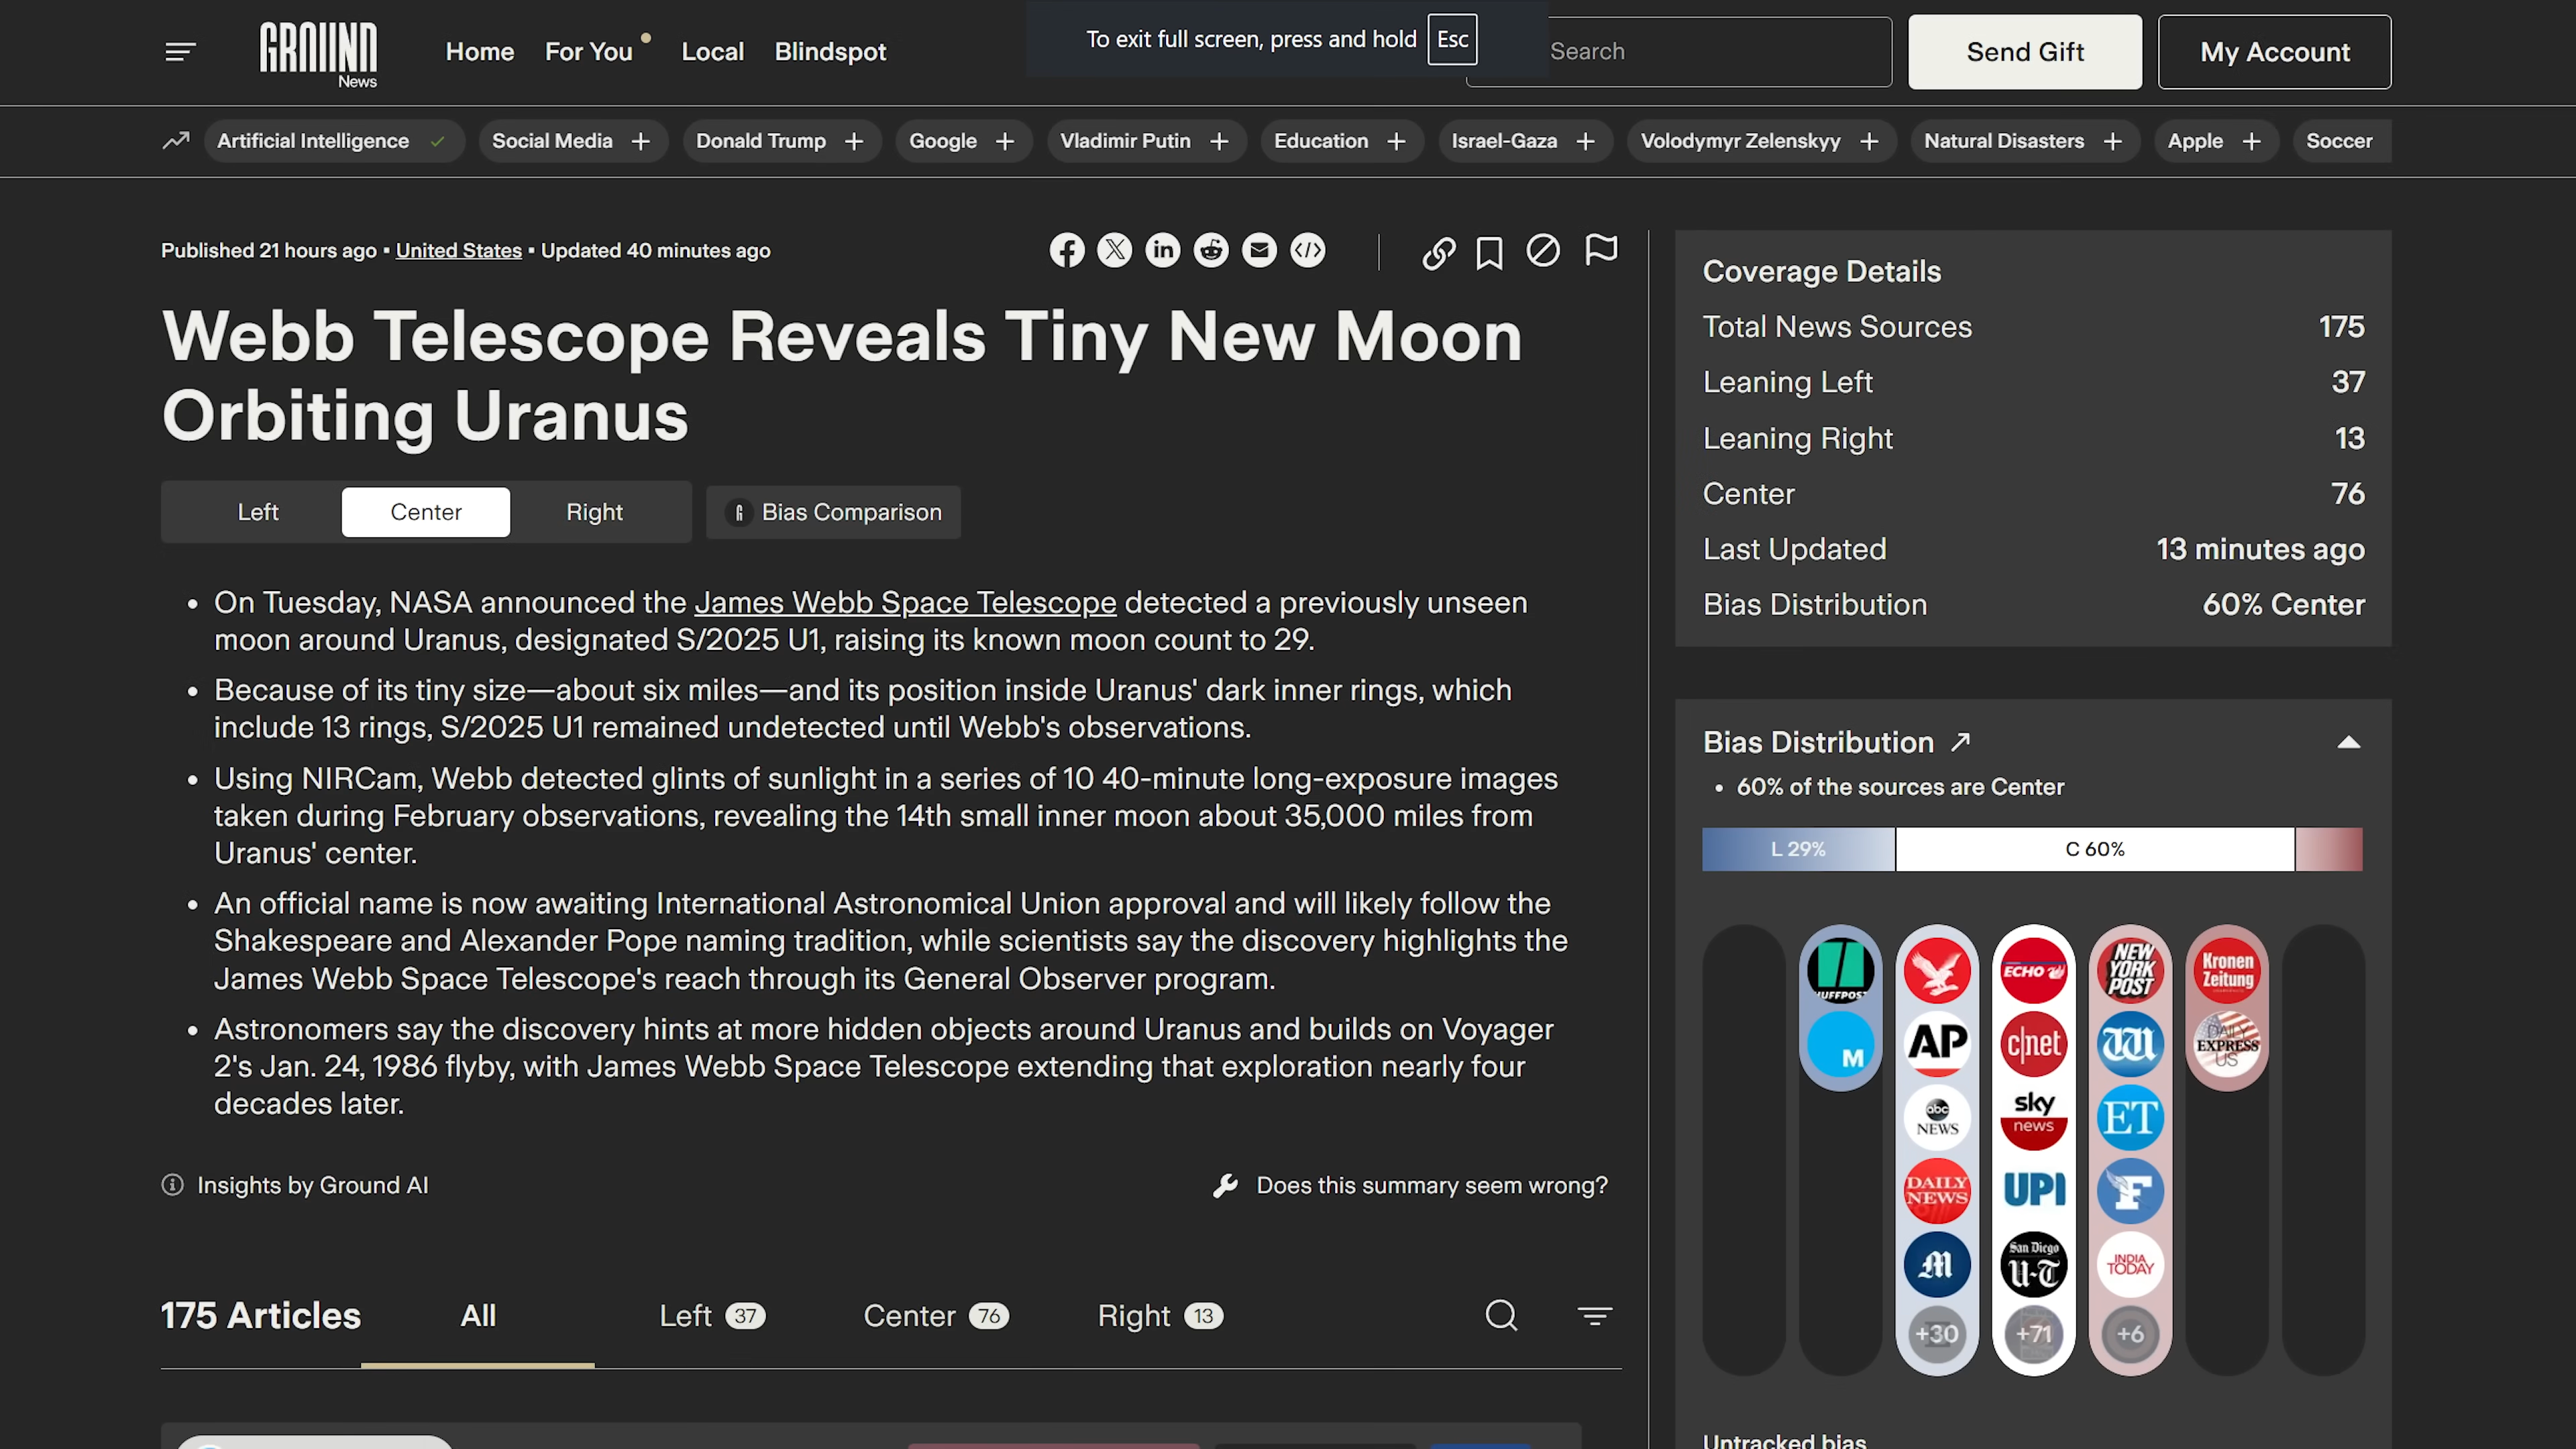 GROUND
News
Home
For You
Local
Blindspot
To exit full screen, press and hold Esc
Search
Send Gift
My Account
Artificial Intelligence
Social Media
Donald Trump
Google
Vladimir Putin
Education
Israel-Gaza
Volodymyr Zelenskyy
Natural Disasters
Apple
Soccer
Published 21 hours ago • United States • Updated 40 minutes ago
Webb Telescope Reveals Tiny New Moon
Orbiting Uranus
Left
Center
Right
Bias Comparison
• On Tuesday, NASA announced the James Webb Space Telescope detected a previously unseen
moon around Uranus, designated S/2025 U1, raising its known moon count to 29.
• Because of its tiny size—about six miles—and its position inside Uranus' dark inner rings, which
include 13 rings, S/2025 U1 remained undetected until Webb's observations.
• Using NIRCam, Webb detected glints of sunlight in a series of 10 40-minute long-exposure images
taken during February observations, revealing the 14th small inner moon about 35,000 miles from
Uranus' center.
• An official name is now awaiting International Astronomical Union approval and will likely follow the
Shakespeare and Alexander Pope naming tradition, while scientists say the discovery highlights the
James Webb Space Telescope's reach through its General Observer program.
• Astronomers say the discovery hints at more hidden objects around Uranus and builds on Voyager
2's Jan. 24, 1986 flyby, with James Webb Space Telescope extending that exploration nearly four
decades later.
Insights by Ground AI
Does this summary seem wrong?
175 Articles
All
Left 37
Center 76
Right 13
Coverage Details
Total News Sources 175
Leaning Left 37
Leaning Right 13
Center 76
Last Updated 13 minutes ago
Bias Distribution 60% Center
Bias Distribution
• 60% of the sources are Center
L 29%
C 60%
HUFFPOST
M
AP
abc
NEWS
DAILY
NEWS
M
+30
ECHO
c|net
sky
news
UPI
San Diego
U-T
+71
NEW
YORK
POST
W
ET
F
INDIA
TODAY
+6
Kronen
Zeitung
DAILY
EXPRESS
US
Untracked bias